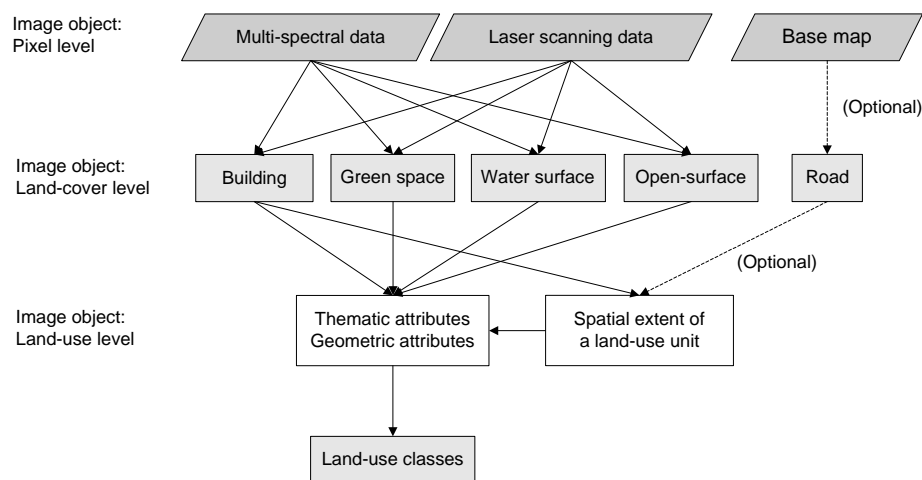 Image object:
Pixel level
Multi-spectral data
Laser scanning data
Base map
(Optional)
Image object:
Land-cover level
Building
Green space
Water surface
Open-surface
Road
(Optional)
Image object:
Land-use level
Thematic attributes
Geometric attributes
Spatial extent of
a land-use unit
Land-use classes